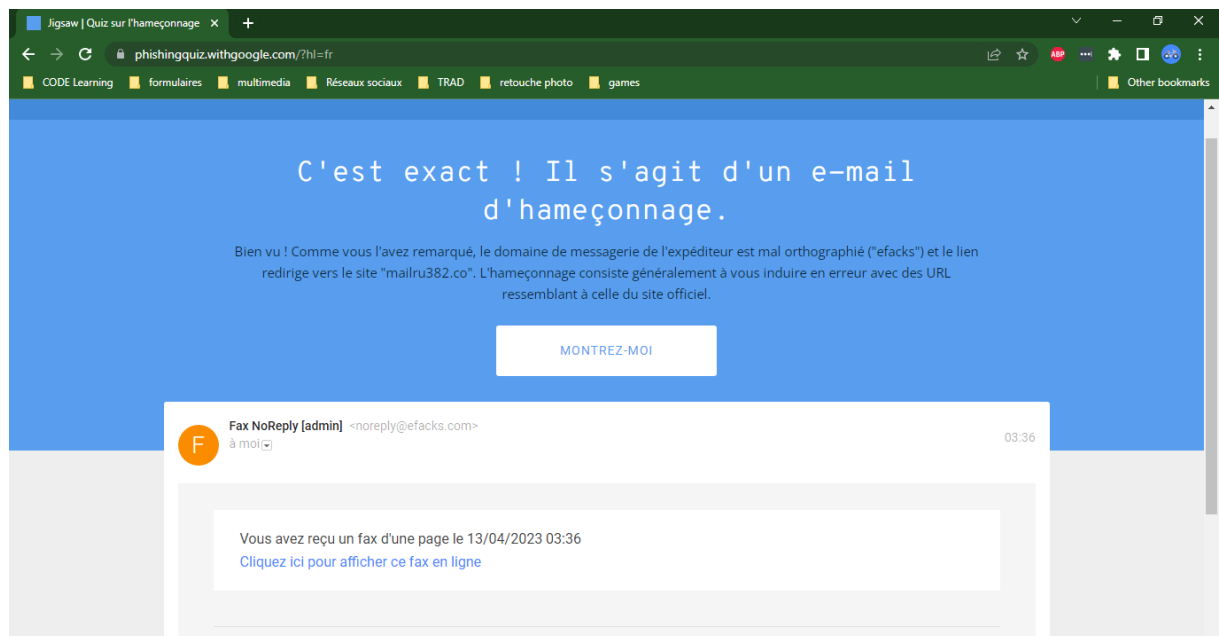 Jigsaw | Quiz sur l'hameçonnage
phishingquiz.withgoogle.com/?hl=fr
ABP
CODE Learning formulaires multimedia Réseaux sociaux TRAD retouche photo games Other bookmarks
C'est exact ! Il s'agit d'un e-mail
d'hameçonnage.
Bien vu ! Comme vous l'avez remarqué, le domaine de messagerie de l'expéditeur est mal orthographié ("efacks") et le lien
redirige vers le site "mailru382.co". L'hameçonnage consiste généralement à vous induire en erreur avec des URL
ressemblant à celle du site officiel.
MONTREZ-MOI
F
Fax NoReply [admin] <noreply@efacks.com>
à moi
03:36
Vous avez reçu un fax d'une page le 13/04/2023 03:36
Cliquez ici pour afficher ce fax en ligne